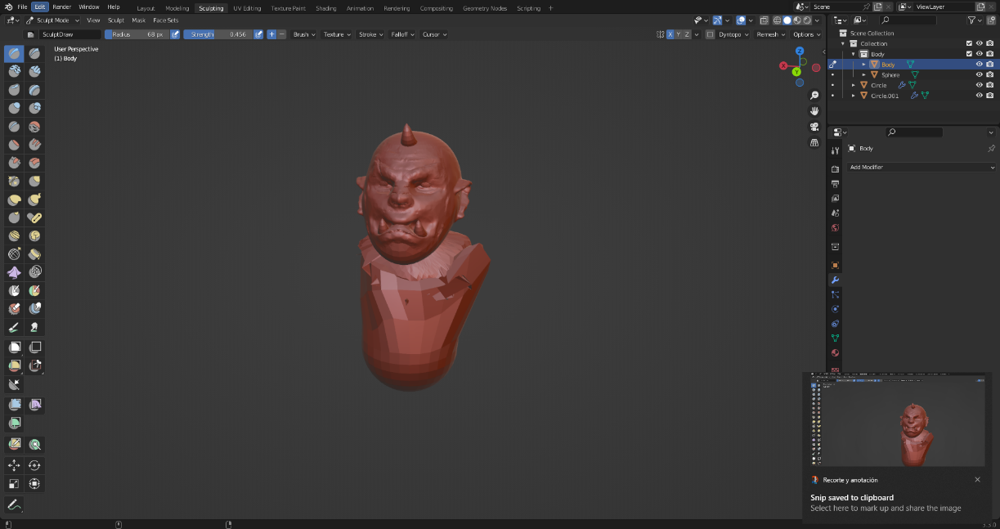 File Edit Render Window Help Layout Modeling Sculpting UV Editing Texture Paint Shading Animation Rendering Compositing Geometry Nodes Scripting + Scene ViewLayer
Sculpt Mode View Sculpt Mask Face Sets
SculptDraw Radius 68 px Strength 0.456 Brush Texture Stroke Falloff Cursor X Y Z Dyntopo Remesh Options
User Perspective
(1) Body
Z
X
Y
Scene Collection
Collection
Body
Body
Sphere
Circle
Circle.001
Body
Add Modifier
Recorte y anotación
Snip saved to clipboard
Select here to mark up and share the image
3.3.0